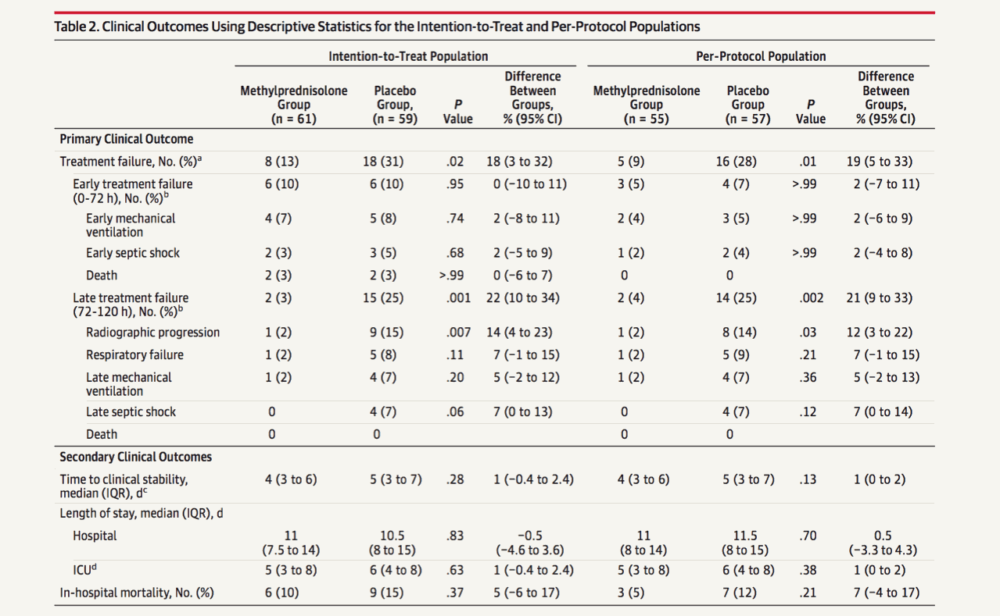 Table 2. Clinical Outcomes Using Descriptive Statistics for the Intention-to-Treat and Per-Protocol Populations
Intention-to-Treat Population Per-Protocol Population
Difference Difference
Methylprednisolone Placebo Between Methylprednisolone Placebo Between
Group Group, P Groups, Group Group P Groups,
(n = 61) (n = 59) Value % (95% CI) (n = 55) (n = 57) Value % (95% CI)
Primary Clinical Outcome
Treatment failure, No. (%)a 8 (13) 18 (31) .02 18 (3 to 32) 5 (9) 16 (28) .01 19 (5 to 33)
Early treatment failure 6 (10) 6 (10) .95 0 (−10 to 11) 3 (5) 4 (7) >.99 2 (−7 to 11)
(0-72 h), No. (%)b
Early mechanical 4 (7) 5 (8) .74 2 (−8 to 11) 2 (4) 3 (5) >.99 2 (−6 to 9)
ventilation
Early septic shock 2 (3) 3 (5) .68 2 (−5 to 9) 1 (2) 2 (4) >.99 2 (−4 to 8)
Death 2 (3) 2 (3) >.99 0 (−6 to 7) 0 0
Late treatment failure 2 (3) 15 (25) .001 22 (10 to 34) 2 (4) 14 (25) .002 21 (9 to 33)
(72-120 h), No. (%)b
Radiographic progression 1 (2) 9 (15) .007 14 (4 to 23) 1 (2) 8 (14) .03 12 (3 to 22)
Respiratory failure 1 (2) 5 (8) .11 7 (−1 to 15) 1 (2) 5 (9) .21 7 (−1 to 15)
Late mechanical 1 (2) 4 (7) .20 5 (−2 to 12) 1 (2) 4 (7) .36 5 (−2 to 13)
ventilation
Late septic shock 0 4 (7) .06 7 (0 to 13) 0 4 (7) .12 7 (0 to 14)
Death 0 0 0 0
Secondary Clinical Outcomes
Time to clinical stability, 4 (3 to 6) 5 (3 to 7) .28 1 (−0.4 to 2.4) 4 (3 to 6) 5 (3 to 7) .13 1 (0 to 2)
median (IQR), dc
Length of stay, median (IQR), d
Hospital 11 10.5 .83 −0.5 11 11.5 .70 0.5
(7.5 to 14) (8 to 15) (−4.6 to 3.6) (8 to 14) (8 to 15) (−3.3 to 4.3)
ICUd 5 (3 to 8) 6 (4 to 8) .63 1 (−0.4 to 2.4) 5 (3 to 8) 6 (4 to 8) .38 1 (0 to 2)
In-hospital mortality, No. (%) 6 (10) 9 (15) .37 5 (−6 to 17) 3 (5) 7 (12) .21 7 (−4 to 17)